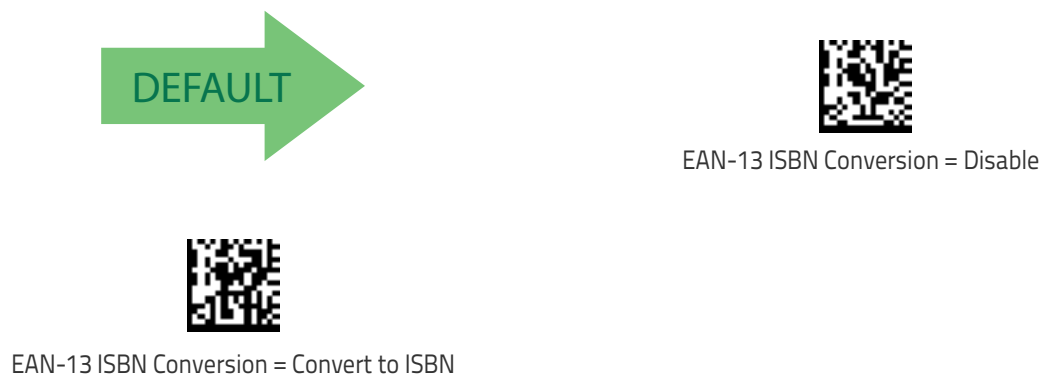 DEFAULT
EAN-13 ISBN Conversion = Disable
EAN-13 ISBN Conversion = Convert to ISBN